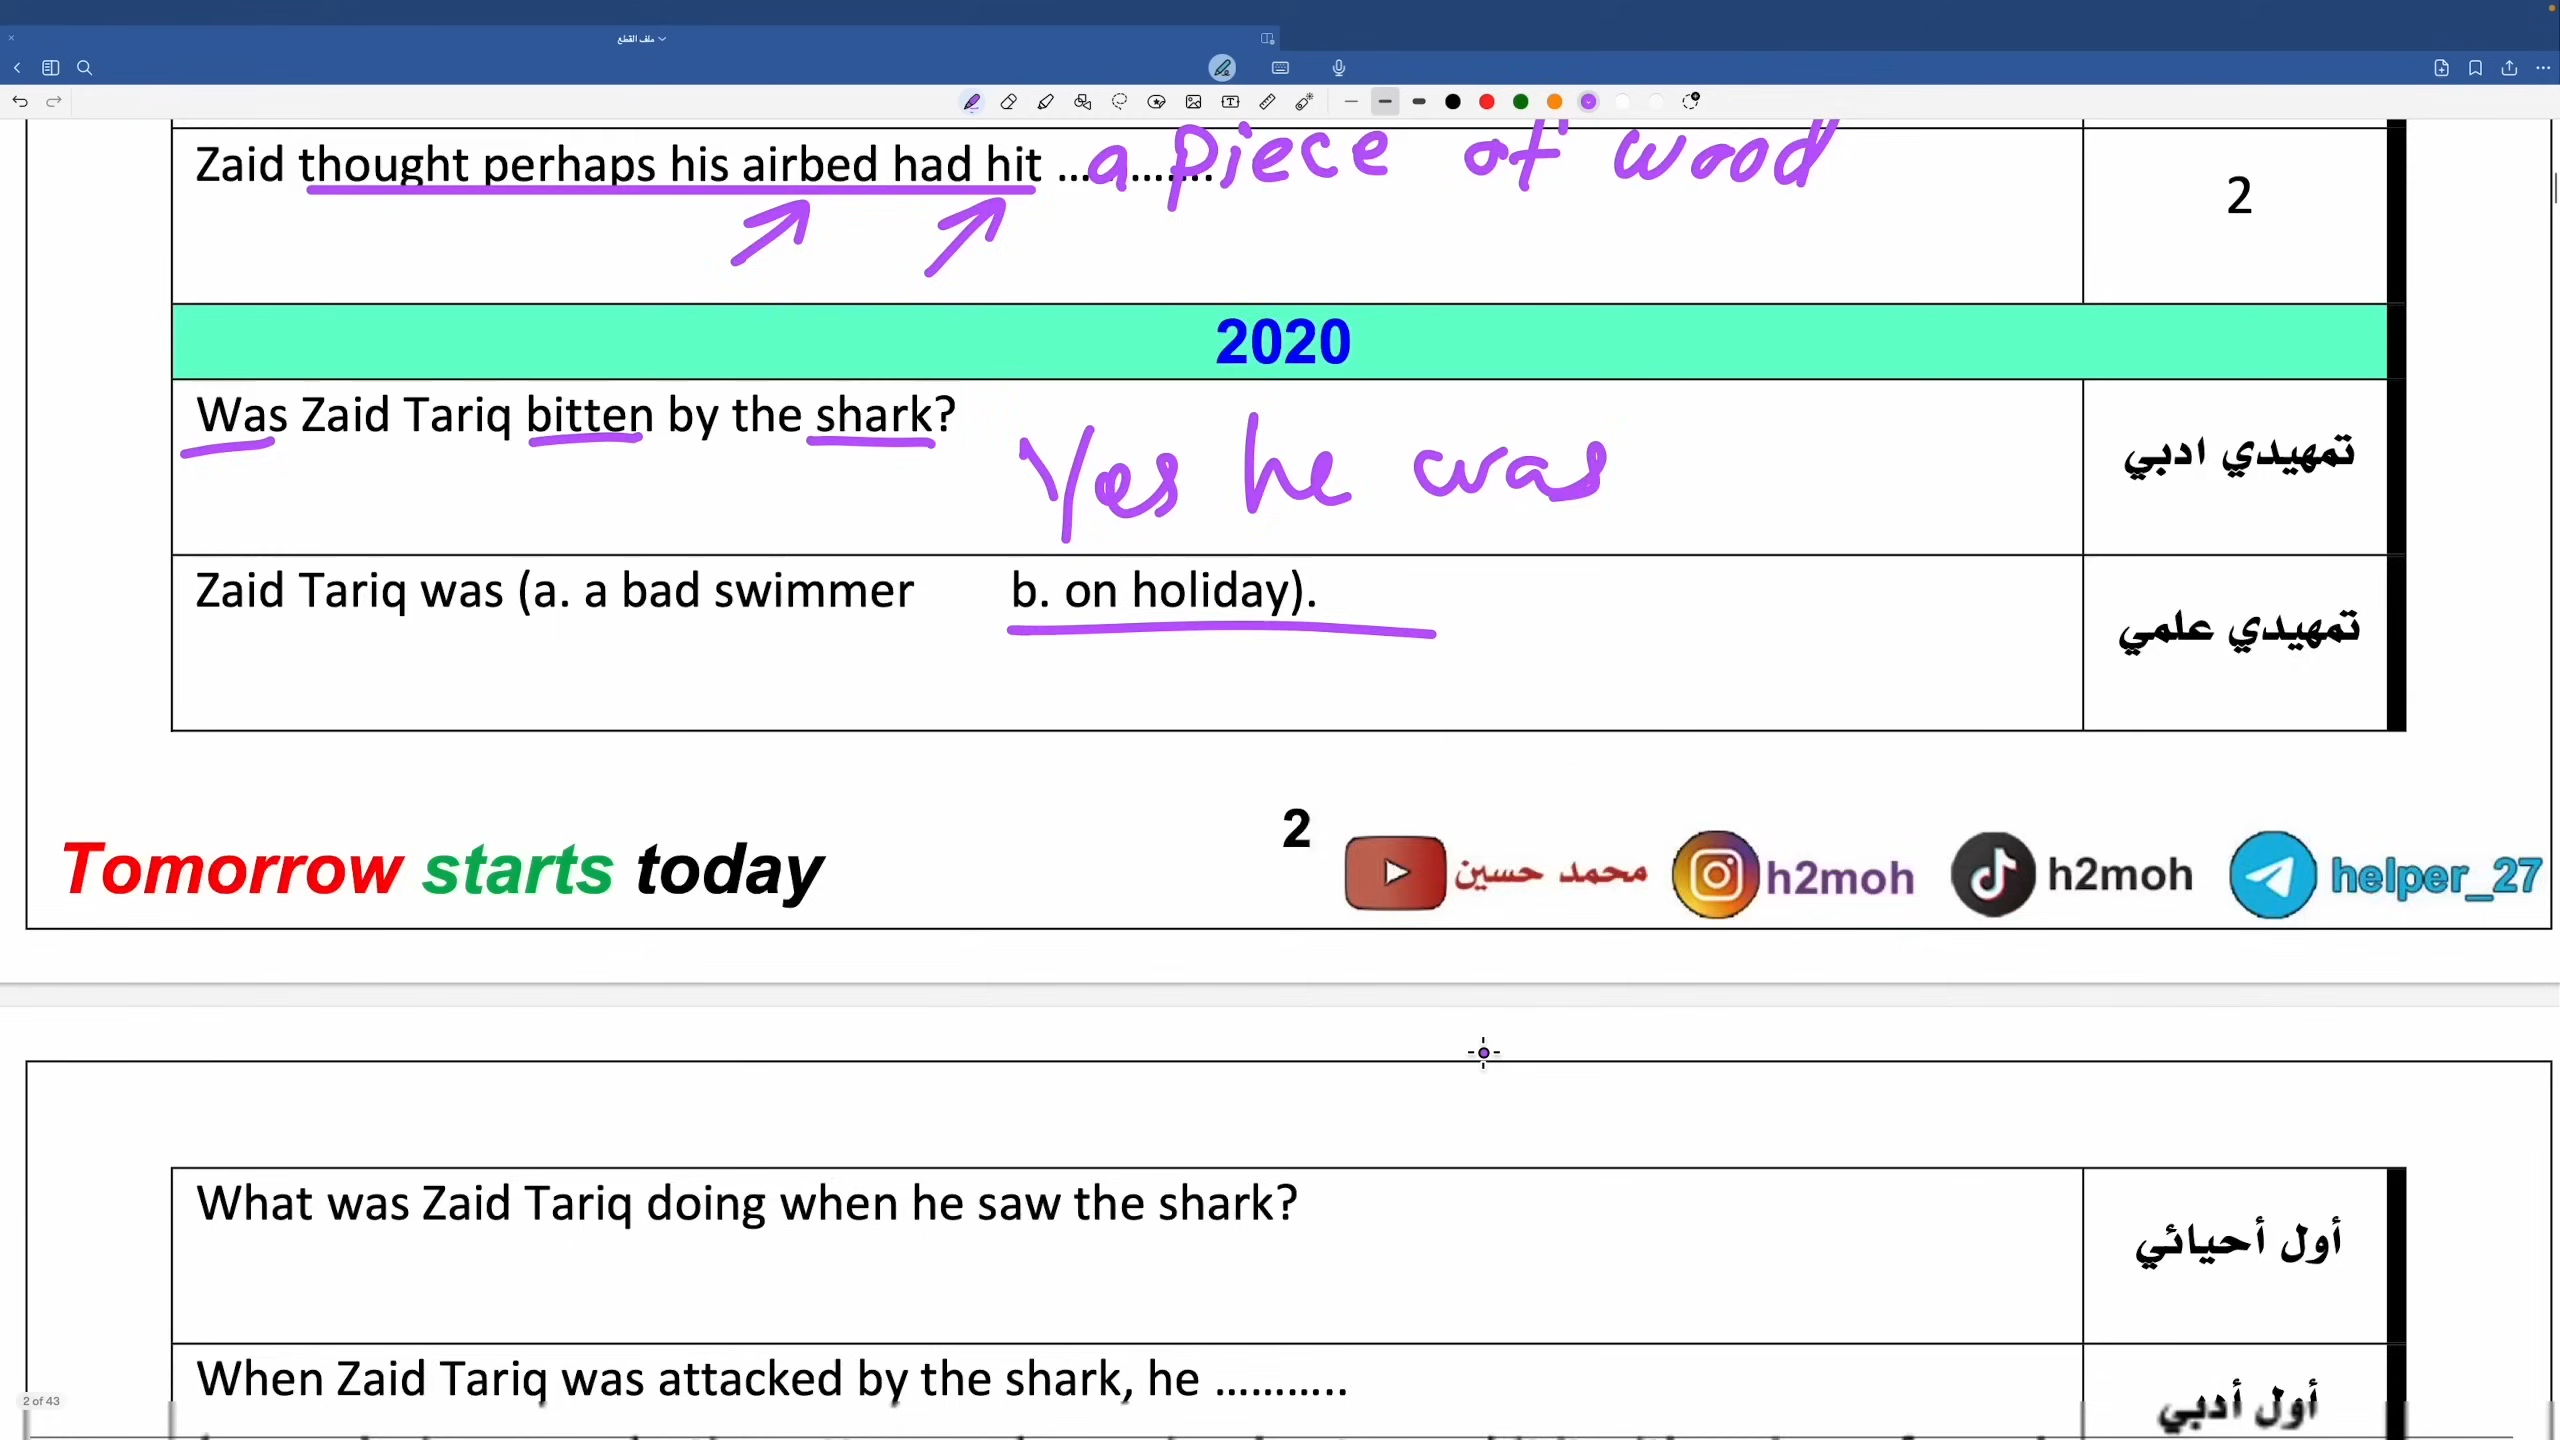 ملف القطع
Zaid thought perhaps his airbed had hit ………….. a piece of wood
2
2020
Was Zaid Tariq bitten by the shark?
Yes he was
تمهيدي ادبي
Zaid Tariq was (a. a bad swimmer b. on holiday).
تمهيدي علمي
Tomorrow starts today
2
محمد حسين
h2moh
h2moh
helper_27
What was Zaid Tariq doing when he saw the shark?
أول أحيائي
When Zaid Tariq was attacked by the shark, he ………..
أول أدبي
2 of 43